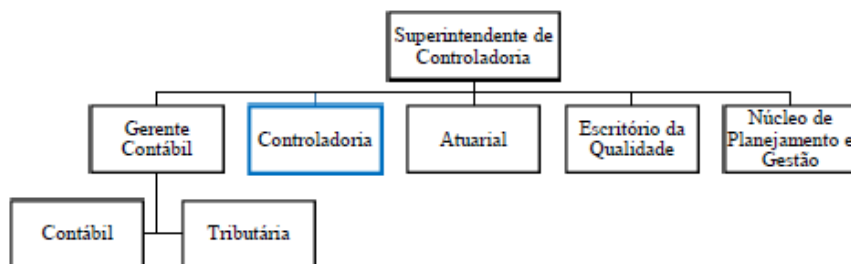 Superintendente de
Controladoria
Gerente
Contábil
Controladoria
Atuarial
Escritório da
Qualidade
Núcleo de
Planejamento e
Gestão
Contábil
Tributária